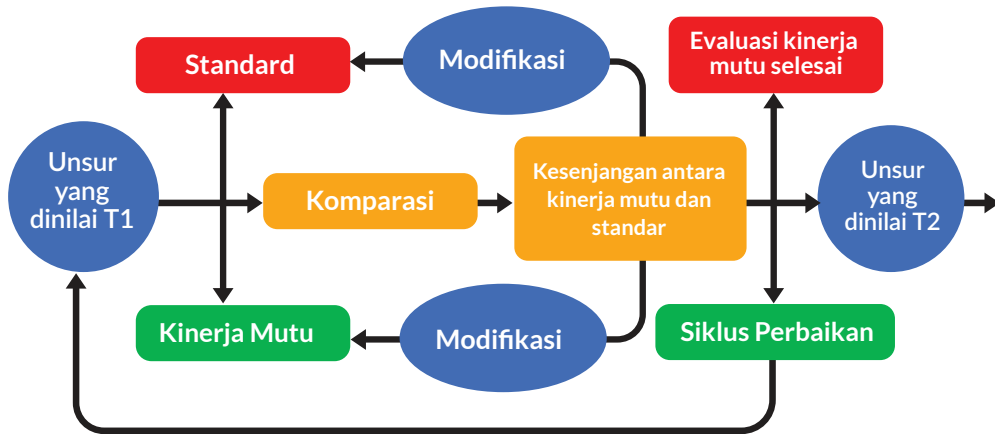 Standard
Modifikasi
Evaluasi kinerja
mutu selesai
Unsur
yang
dinilai T1
Komparasi
Kesenjangan antara
kinerja mutu dan
standar
Unsur
yang
dinilai T2
Kinerja Mutu
Modifikasi
Siklus Perbaikan